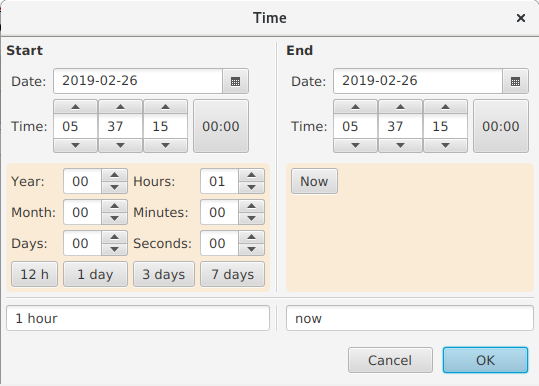 Time
Start
End
Date: 2019-02-26
Date: 2019-02-26
Time: 05 37 15 00:00
Time: 05 37 15 00:00
Year: 00 Hours: 01
Now
Month: 00 Minutes: 00
Days: 00 Seconds: 00
12 h 1 day 3 days 7 days
1 hour
now
Cancel OK